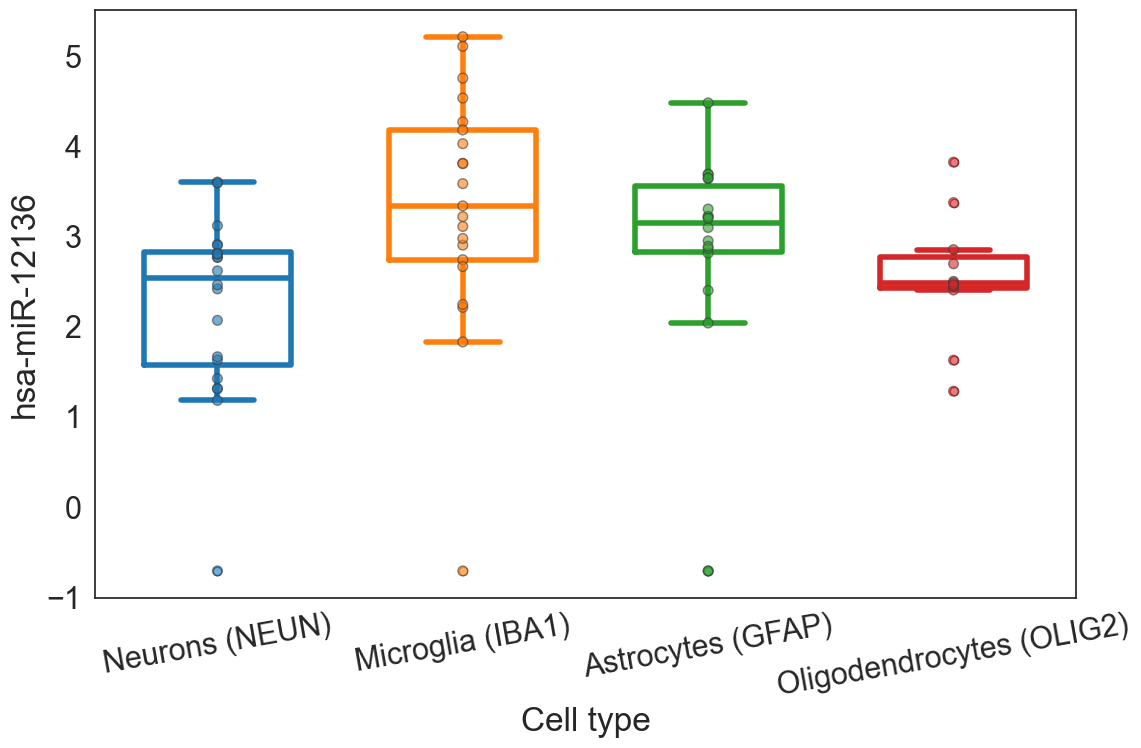 hsa-miR-12136
5
4
3
2
1
0
−1
Neurons (NEUN)
Microglia (IBA1)
Astrocytes (GFAP)
Oligodendrocytes (OLIG2)
Cell type